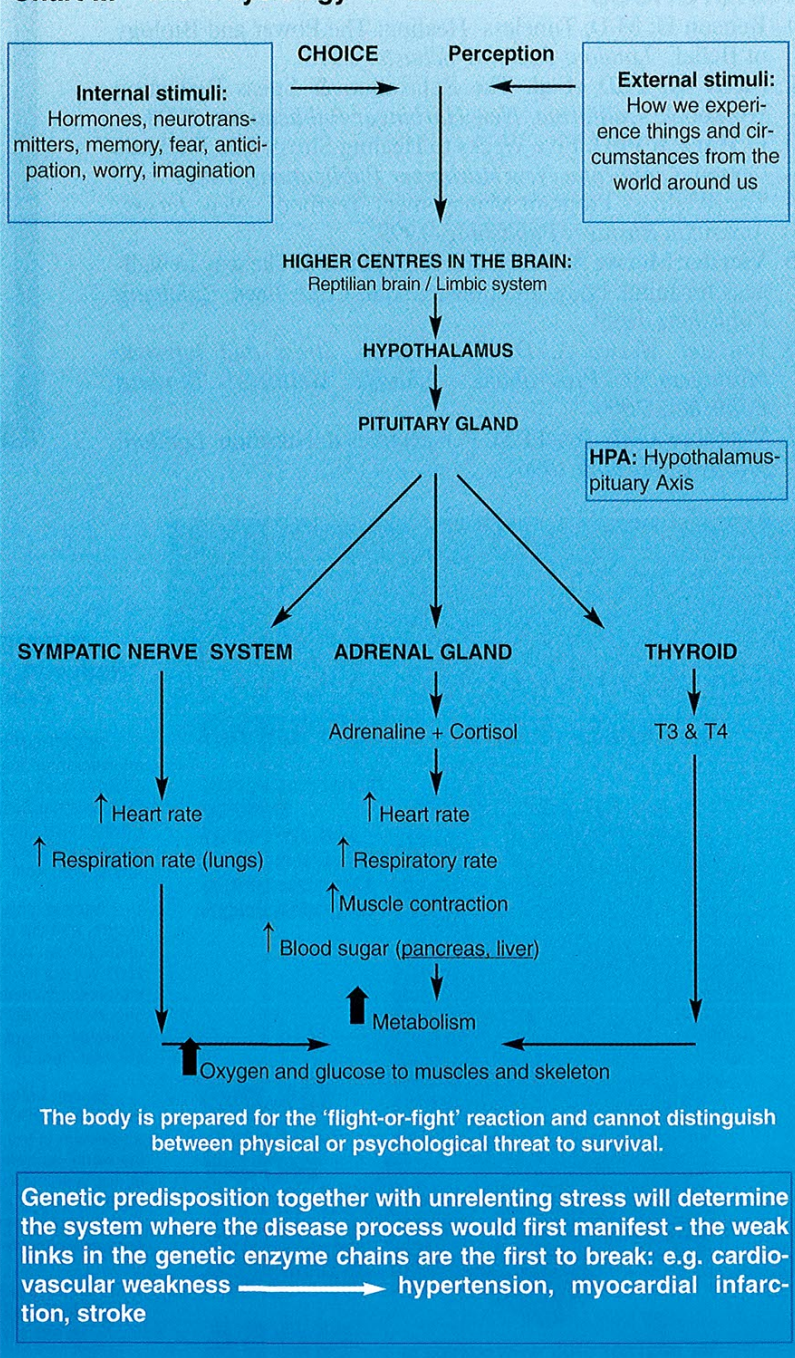 CHOICE Perception
Internal stimuli:
Hormones, neurotrans-
mitters, memory, fear, antici-
pation, worry, imagination
External stimuli:
How we experi-
ence things and cir-
cumstances from the
world around us
HIGHER CENTRES IN THE BRAIN:
Reptilian brain / Limbic system
HYPOTHALAMUS
PITUITARY GLAND
HPA: Hypothalamus-
pituary Axis
SYMPATIC NERVE SYSTEM ADRENAL GLAND THYROID
Adrenaline + Cortisol T3 & T4
↑ Heart rate ↑ Heart rate
↑ Respiration rate (lungs) ↑ Respiratory rate
↑ Muscle contraction
↑ Blood sugar (pancreas, liver)
↑ Metabolism
↑ Oxygen and glucose to muscles and skeleton
The body is prepared for the 'flight-or-fight' reaction and cannot distinguish
between physical or psychological threat to survival.
Genetic predisposition together with unrelenting stress will determine
the system where the disease process would first manifest - the weak
links in the genetic enzyme chains are the first to break: e.g. cardio-
vascular weakness → hypertension, myocardial infarc-
tion, stroke